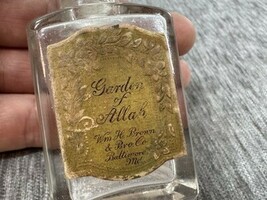 Garden
of
Allah
Wm. H. Brown
& Bro. Co.
Baltimore,
Md.